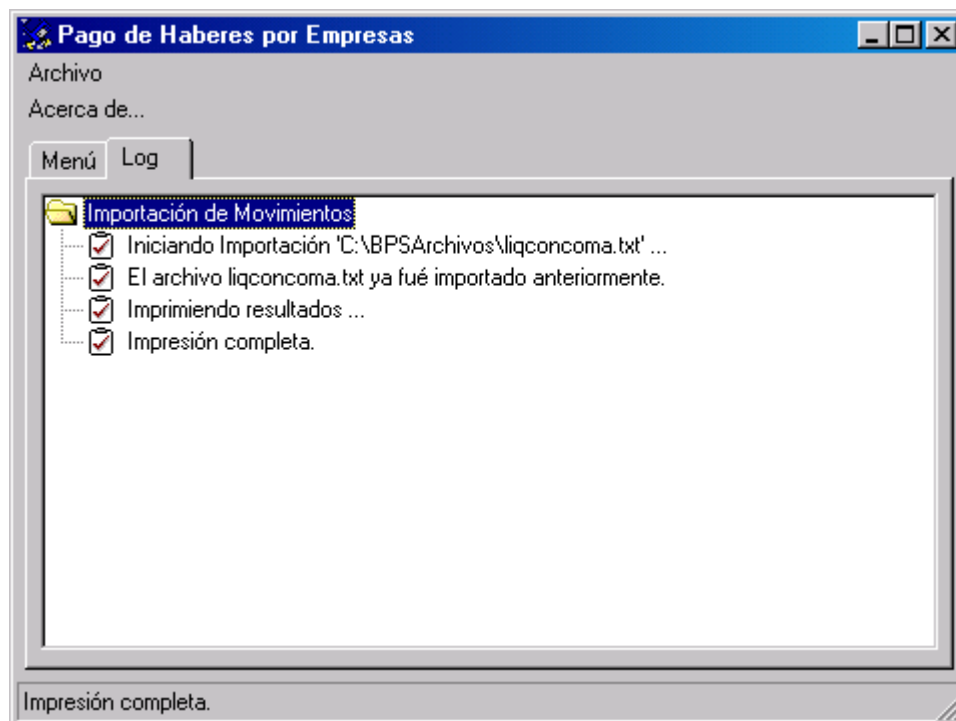 Pago de Haberes por Empresas
Archivo
Acerca de...
Menú Log
Importación de Movimientos
Iniciando Importación 'C:\BPSArchivos\liqconcoma.txt' ...
El archivo liqconcoma.txt ya fué importado anteriormente.
Imprimiendo resultados ...
Impresión completa.
Impresión completa.